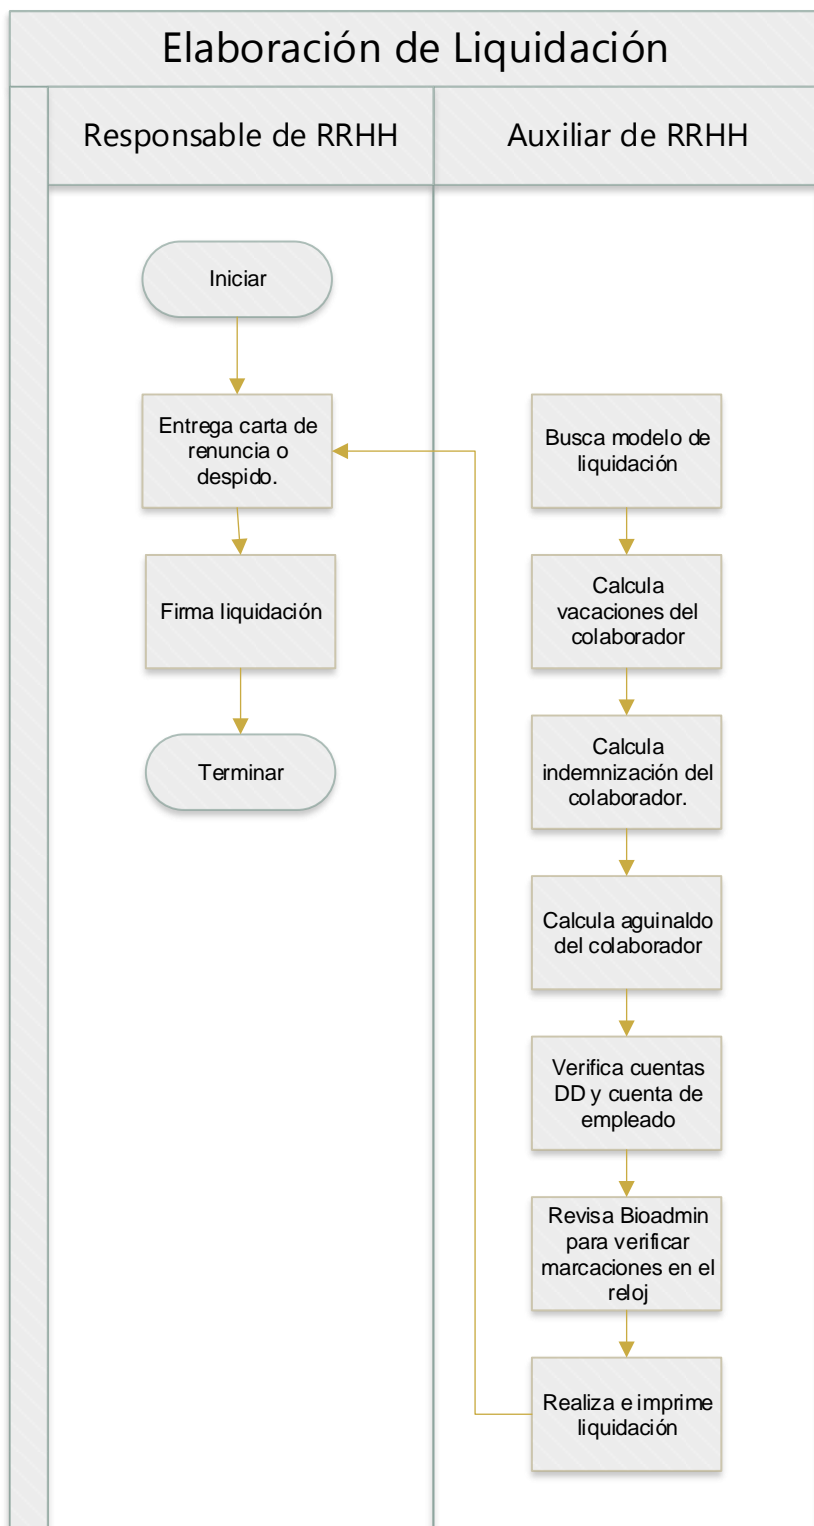 Elaboración de Liquidación
Responsable de RRHH
Auxiliar de RRHH
Iniciar
Entrega carta de
renuncia o
despido.
Firma liquidación
Terminar
Busca modelo de
liquidación
Calcula
vacaciones del
colaborador
Calcula
indemnización del
colaborador.
Calcula aguinaldo
del colaborador
Verifica cuentas
DD y cuenta de
empleado
Revisa Bioadmin
para verificar
marcaciones en el
reloj
Realiza e imprime
liquidación